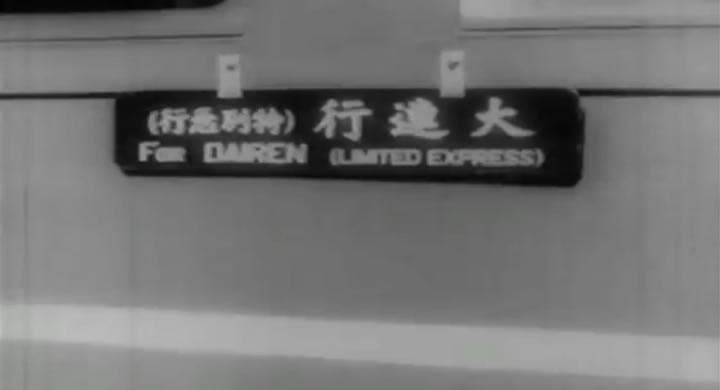 大連行 (特別急行)
For DAIREN (LIMITED EXPRESS)